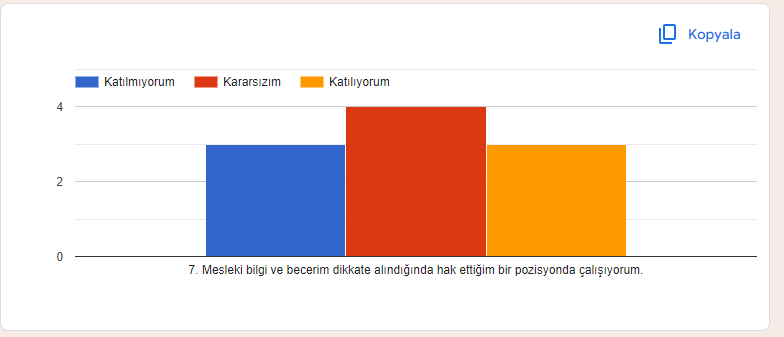 Kopyala
Katılmıyorum Kararsızım Katılıyorum
4
2
0
7. Mesleki bilgi ve becerim dikkate alındığında hak ettiğim bir pozisyonda çalışıyorum.